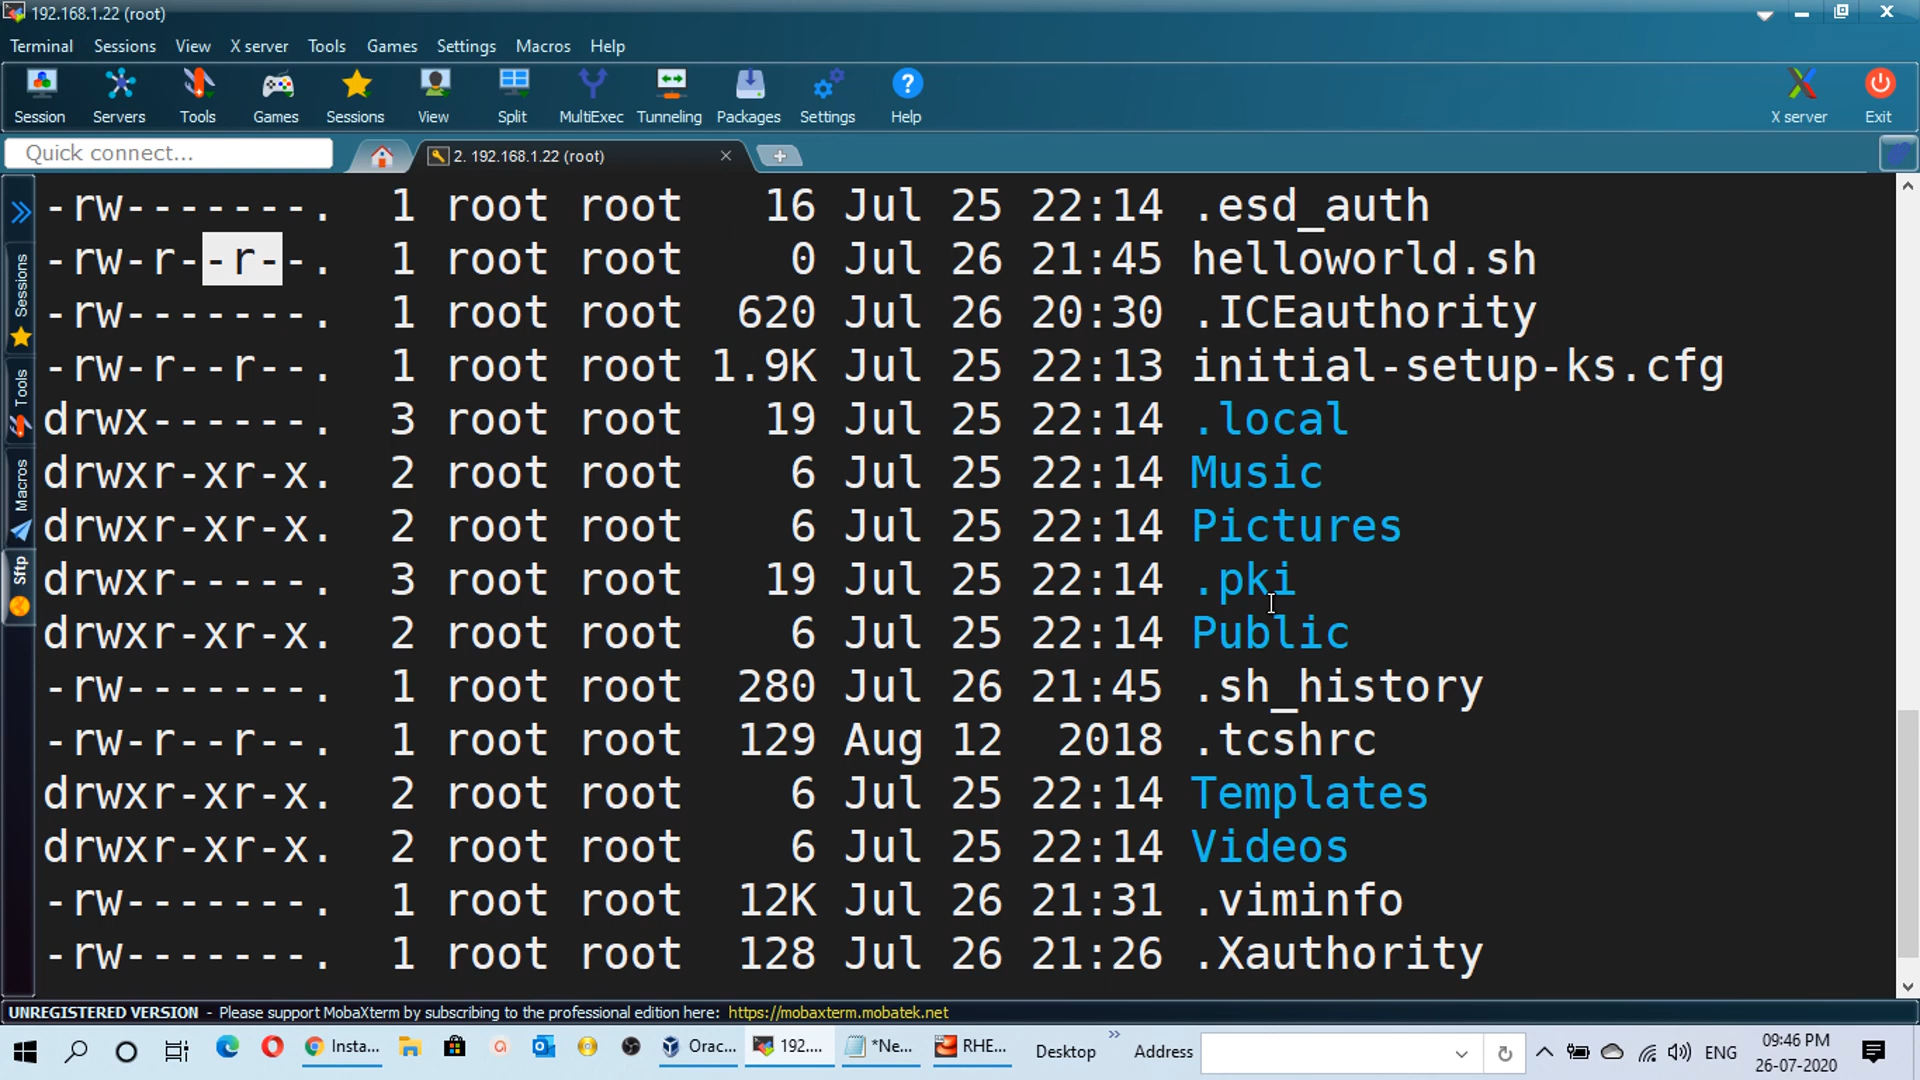 192.168.1.22 (root)
Terminal Sessions View X server Tools Games Settings Macros Help
Session Servers Tools Games Sessions View Split MultiExec Tunneling Packages Settings Help X server Exit
Quick connect... 2. 192.168.1.22 (root)
-rw-------. 1 root root 16 Jul 25 22:14 .esd_auth
-rw-r--r--. 1 root root 0 Jul 26 21:45 helloworld.sh
-rw-------. 1 root root 620 Jul 26 20:30 .ICEauthority
-rw-r--r--. 1 root root 1.9K Jul 25 22:13 initial-setup-ks.cfg
drwx------. 3 root root 19 Jul 25 22:14 .local
drwxr-xr-x. 2 root root 6 Jul 25 22:14 Music
drwxr-xr-x. 2 root root 6 Jul 25 22:14 Pictures
drwxr-----. 3 root root 19 Jul 25 22:14 .pki
drwxr-xr-x. 2 root root 6 Jul 25 22:14 Public
-rw-------. 1 root root 280 Jul 26 21:45 .sh_history
-rw-r--r--. 1 root root 129 Aug 12 2018 .tcshrc
drwxr-xr-x. 2 root root 6 Jul 25 22:14 Templates
drwxr-xr-x. 2 root root 6 Jul 25 22:14 Videos
-rw-------. 1 root root 12K Jul 26 21:31 .viminfo
-rw-------. 1 root root 128 Jul 26 21:26 .Xauthority
Sessions
Tools
Macros
Sftp
UNREGISTERED VERSION - Please support MobaXterm by subscribing to the professional edition here: https://mobaxterm.mobatek.net
Insta... Orac... 192.... *Ne... RHE... Desktop Address ENG 09:46 PM
26-07-2020